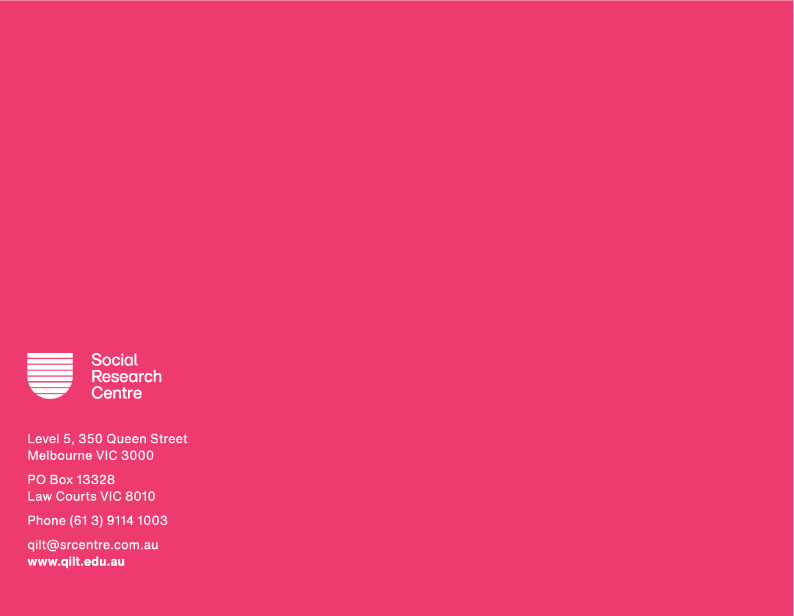 Social
Research
Centre
Level 5, 350 Queen Street
Melbourne VIC 3000
PO Box 13328
Law Courts VIC 8010
Phone (61 3) 9114 1003
qilt@srcentre.com.au
www.qilt.edu.au